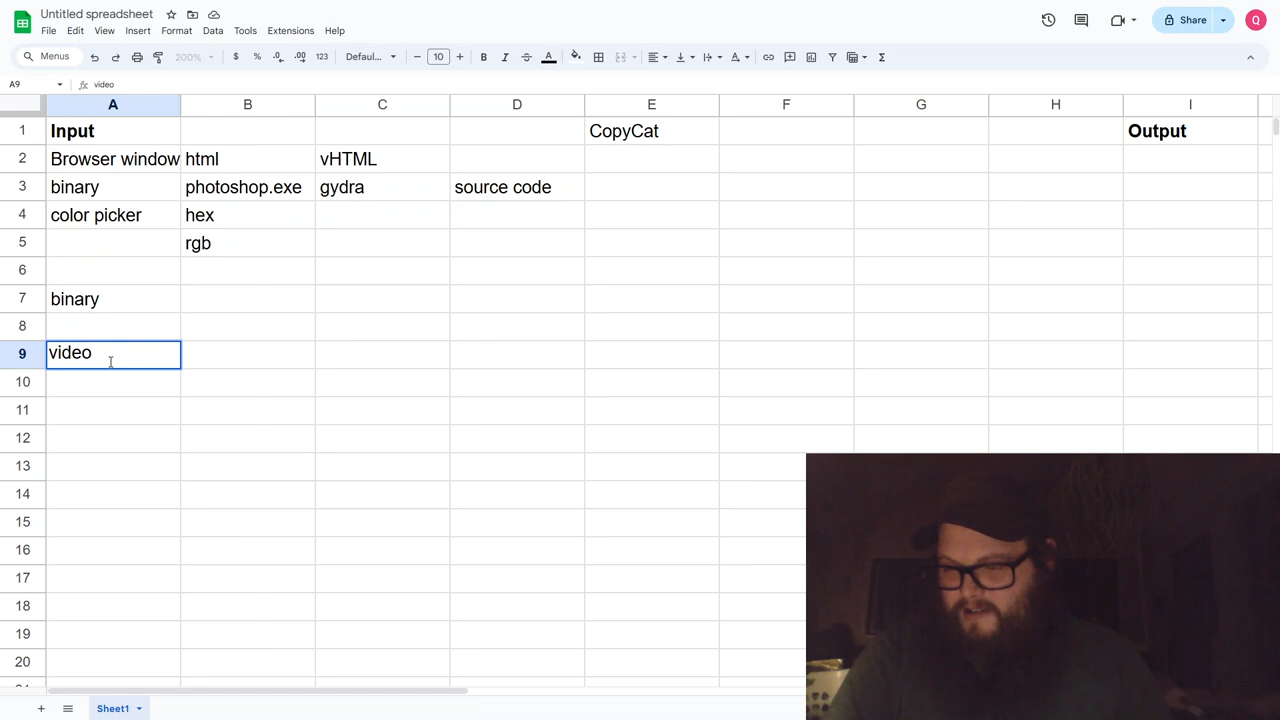 Untitled spreadsheet
File Edit View Insert Format Data Tools Extensions Help
Share Q
Menus 200% $ % .0 .00 123 Defaul... − 10 + B I A Σ
A9 fx video
A B C D E F G H I
1 Input CopyCat Output
2 Browser window html vHTML
3 binary photoshop.exe gydra source code
4 color picker hex
5 rgb
6
7 binary
8
9 video
10
11
12
13
14
15
16
17
18
19
20
+ Sheet1